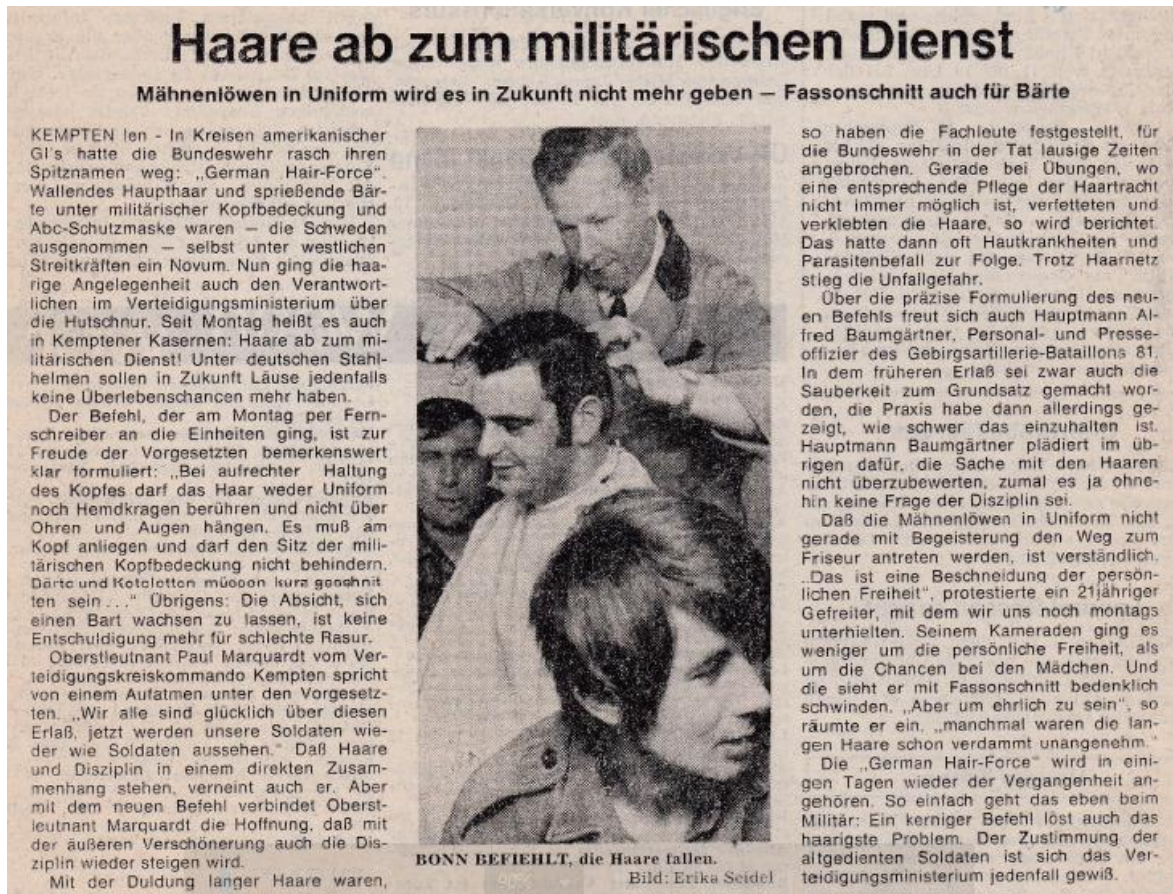 Haare ab zum militärischen Dienst
Mähnenlöwen in Uniform wird es in Zukunft nicht mehr geben — Fassonschnitt auch für Bärte
KEMPTEN len - In Kreisen amerikanischer
GI's hatte die Bundeswehr rasch ihren
Spitznamen weg: „German Hair-Force".
Wallendes Haupthaar und sprießende Bär-
te unter militärischer Kopfbedeckung und
Abc-Schutzmaske waren — die Schweden
ausgenommen — selbst unter westlichen
Streitkräften ein Novum. Nun ging die haa-
rige Angelegenheit auch den Verantwort-
lichen im Verteidigungsministerium über
die Hutschnur. Seit Montag heißt es auch
in Kemptener Kasernen: Haare ab zum mi-
litärischen Dienst! Unter deutschen Stahl-
helmen sollen in Zukunft Läuse jedenfalls
keine Überlebenschancen mehr haben.
Der Befehl, der am Montag per Fern-
schreiber an die Einheiten ging, ist zur
Freude der Vorgesetzten bemerkenswert
klar formuliert: „Bei aufrechter Haltung
des Kopfes darf das Haar weder Uniform
noch Hemdkragen berühren und nicht über
Ohren und Augen hängen. Es muß am
Kopf anliegen und darf den Sitz der mili-
tärischen Kopfbedeckung nicht behindern.
Bärte und Koteletten müssen kurz geschnit
ten sein..." Übrigens: Die Absicht, sich
einen Bart wachsen zu lassen, ist keine
Entschuldigung mehr für schlechte Rasur.
Oberstleutnant Paul Marquardt vom Ver-
teidigungskreiskommando Kempten spricht
von einem Aufatmen unter den Vorgesetz-
ten. „Wir alle sind glücklich über diesen
Erlaß, jetzt werden unsere Soldaten wie-
der wie Soldaten aussehen." Daß Haare
und Disziplin in einem direkten Zusam-
menhang stehen, verneint auch er. Aber
mit dem neuen Befehl verbindet Oberst-
leutnant Marquardt die Hoffnung, daß mit
der äußeren Verschönerung auch die Dis-
ziplin wieder steigen wird.
Mit der Duldung langer Haare waren,
BONN BEFIEHLT, die Haare fallen.
Bild: Erika Seidel
so haben die Fachleute festgestellt, für
die Bundeswehr in der Tat lausige Zeiten
angebrochen. Gerade bei Übungen, wo
eine entsprechende Pflege der Haartracht
nicht immer möglich ist, verfetteten und
verklebten die Haare, so wird berichtet.
Das hatte dann oft Hautkrankheiten und
Parasitenbefall zur Folge. Trotz Haarnetz
stieg die Unfallgefahr.
Über die präzise Formulierung des neu-
en Befehls freut sich auch Hauptmann Al-
fred Baumgärtner, Personal- und Presse-
offizier des Gebirgsartillerie-Bataillons 81.
In dem früheren Erlaß sei zwar auch die
Sauberkeit zum Grundsatz gemacht wor-
den, die Praxis habe dann allerdings ge-
zeigt, wie schwer das einzuhalten ist.
Hauptmann Baumgärtner plädiert im üb-
rigen dafür, die Sache mit den Haaren
nicht überzubewerten, zumal es ja ohne-
hin keine Frage der Disziplin sei.
Daß die Mähnenlöwen in Uniform nicht
gerade mit Begeisterung den Weg zum
Friseur antreten werden, ist verständlich.
„Das ist eine Beschneidung der persön-
lichen Freiheit", protestierte ein 21jähriger
Gefreiter, mit dem wir uns noch montags
unterhielten. Seinem Kameraden ging es
weniger um die persönliche Freiheit, als
um die Chancen bei den Mädchen. Und
die sieht er mit Fassonschnitt bedenklich
schwinden. „Aber um ehrlich zu sein", so
räumte er ein, „manchmal waren die lan-
gen Haare schon verdammt unangenehm."
Die „German Hair-Force" wird in eini-
gen Tagen wieder der Vergangenheit an-
gehören. So einfach geht das eben beim
Militär: Ein kerniger Befehl löst auch das
haarigste Problem. Der Zustimmung der
altgedienten Soldaten ist sich das Ver-
teidigungsministerium jedenfall gewiß.